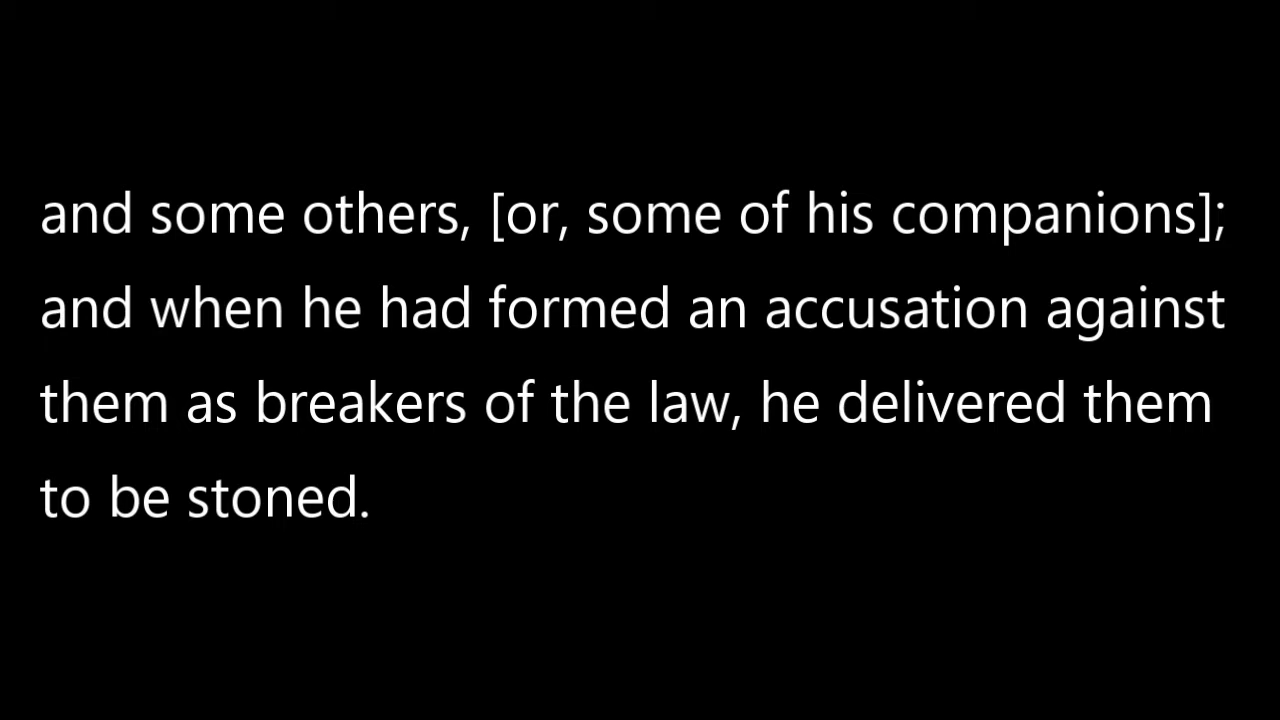 and some others, [or, some of his companions];
and when he had formed an accusation against
them as breakers of the law, he delivered them
to be stoned.